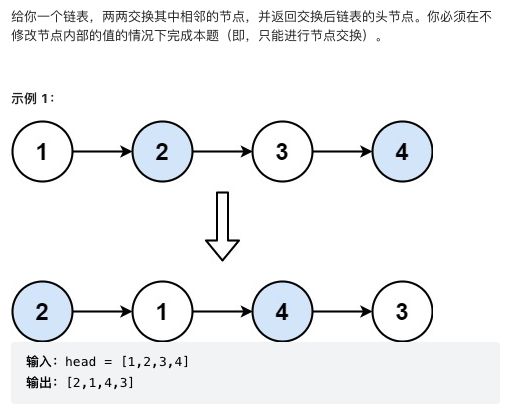 给你一个链表，两两交换其中相邻的节点，并返回交换后链表的头节点。你必须在不
修改节点内部的值的情况下完成本题（即，只能进行节点交换）。
示例 1：
1 2 3 4
2 1 4 3
输入：head = [1,2,3,4]
输出：[2,1,4,3]